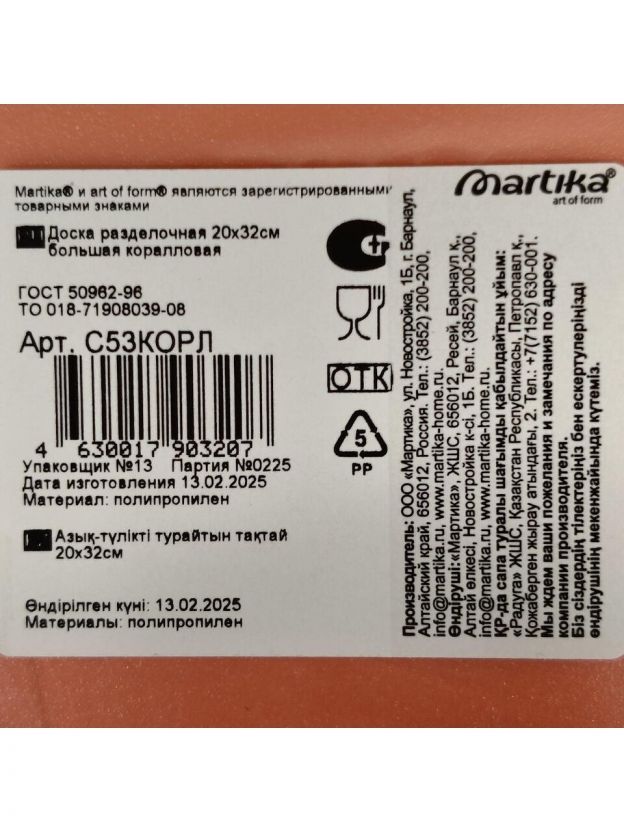 Martika® и art of form® являются зарегистрированными
товарными знаками
Доска разделочная 20х32см
большая коралловая
ГОСТ 50962-96
ТО 018-71908039-08
Арт. С53КОРЛ
4 630017 903207
Упаковщик №13 Партия №0225
Дата изготовления 13.02.2025
Материал: полипропилен
Азық-түлікті турайтын тақтай
20х32см
Өндірілген күні: 13.02.2025
Материалы: полипропилен
ОТК
5
PP
Martika®
art of form
Производитель: ООО «Мартика», ул. Новостройка, 1Б, г. Барнаул,
Алтайский край, 656012, Россия. Тел.: (3852) 200-200,
info@martika-home.ru, www.martika-home.ru.
Өндіруші: «Мартика», ЖШС, 656012, Ресей, Барнаул қ.,
Алтай өлкесі, Новостройка к-сі, 1Б. Тел.: (3852) 200-200,
info@martika-home.ru, www.martika-home.ru.
ҚР-да сапа туралы шағымды қабылдайтын ұйым:
«Радуга» ЖШС, Қазақстан Республикасы, Петропавл қ.,
Қожаберген жырау атындағы, 2. Тел.: +7(7152) 630-001.
Мы ждем ваши пожелания и замечания по адресу
компании производителя.
Біз сіздердің тілектеріңіз бен ескертулеріңізді
өндірушінің мекенжайында күтеміз.